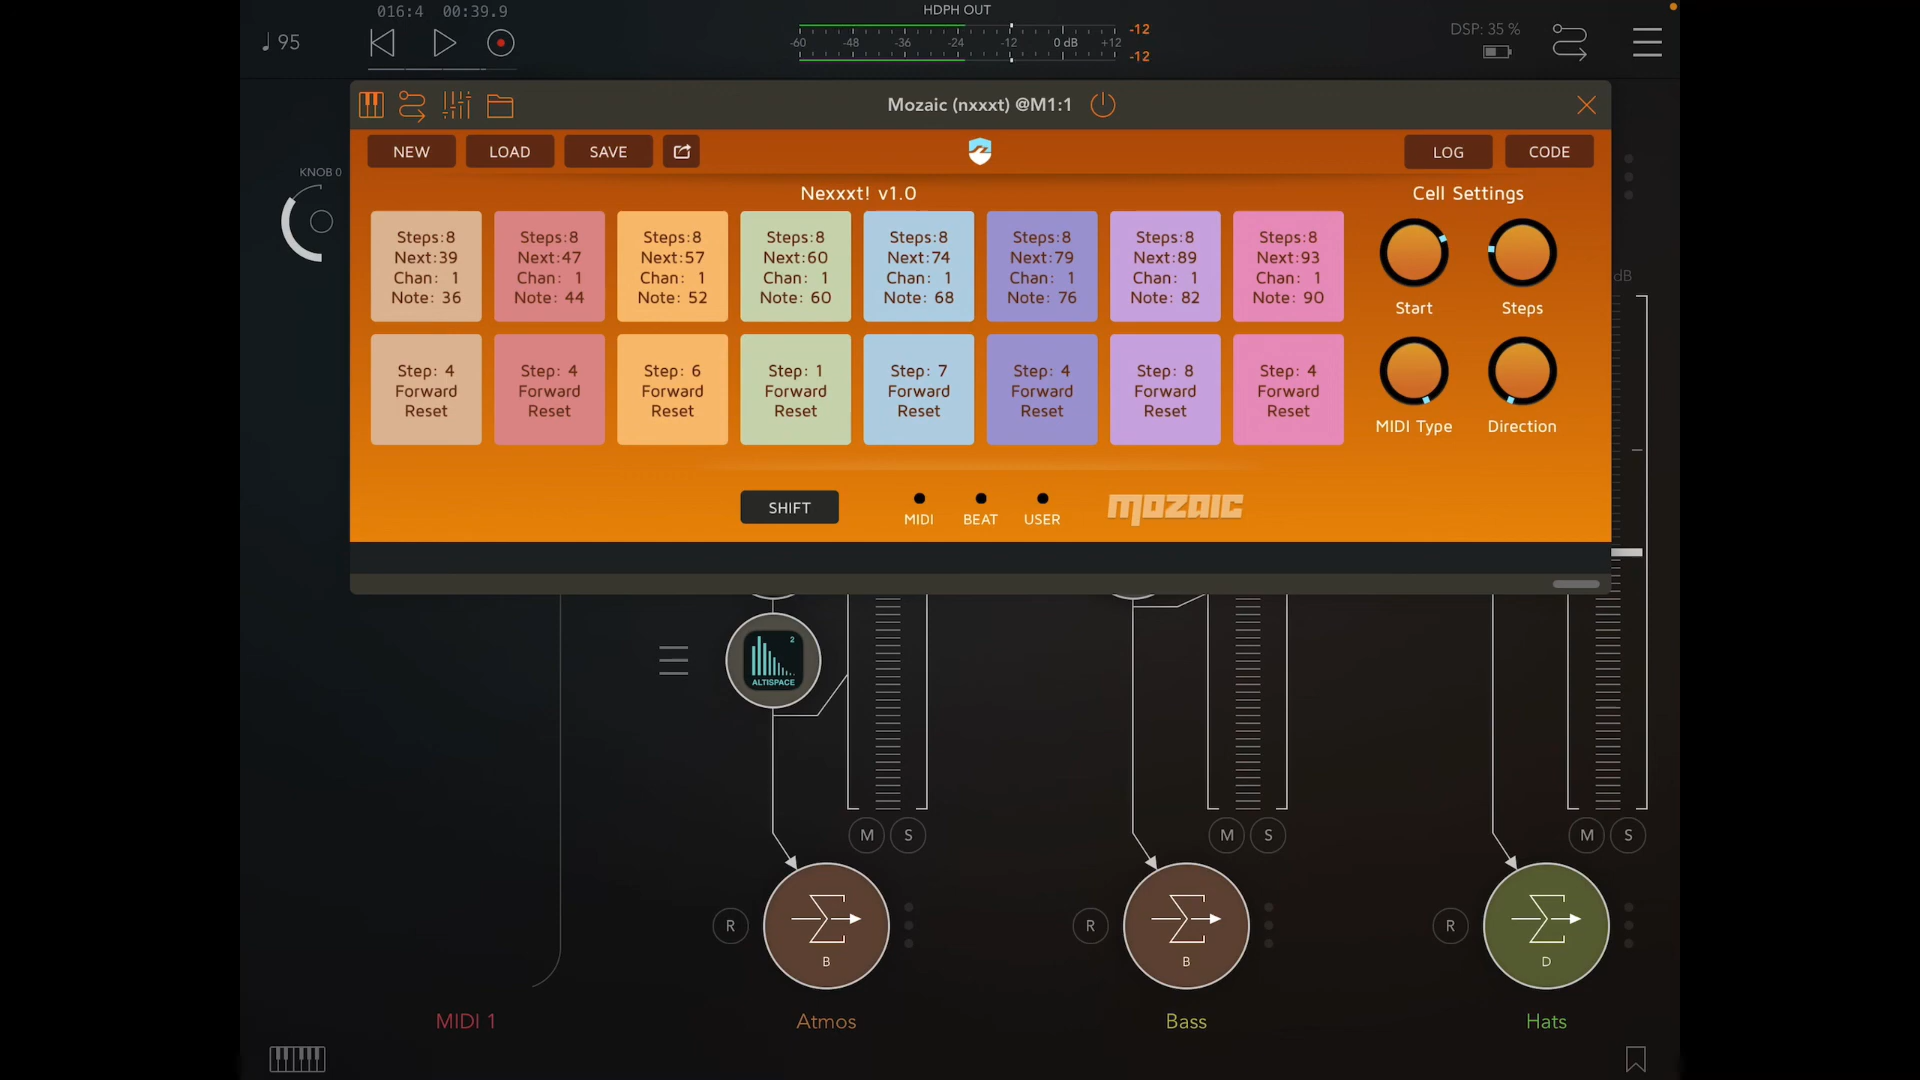 016:4 00:39.9
♩ 95
HDPH OUT
-60 -48 -36 -24 -12 0 dB +12
-12
-12
DSP: 35 %
Mozaic (nxxxt) @M1:1
NEW LOAD SAVE LOG CODE
KNOB 0
Nexxxt! v1.0
Cell Settings
Steps:8 Steps:8 Steps:8 Steps:8 Steps:8 Steps:8 Steps:8 Steps:8
Next:39 Next:47 Next:57 Next:60 Next:74 Next:79 Next:89 Next:93
Chan: 1 Chan: 1 Chan: 1 Chan: 1 Chan: 1 Chan: 1 Chan: 1 Chan: 1
Note: 36 Note: 44 Note: 52 Note: 60 Note: 68 Note: 76 Note: 82 Note: 90
Start Steps
dB
Step: 4 Step: 4 Step: 6 Step: 1 Step: 7 Step: 4 Step: 8 Step: 4
Forward Forward Forward Forward Forward Forward Forward Forward
Reset Reset Reset Reset Reset Reset Reset Reset
MIDI Type Direction
SHIFT
MIDI BEAT USER
MOZAIC
2
ALTISPACE
M S M S M S
R R R
B B D
MIDI 1 Atmos Bass Hats